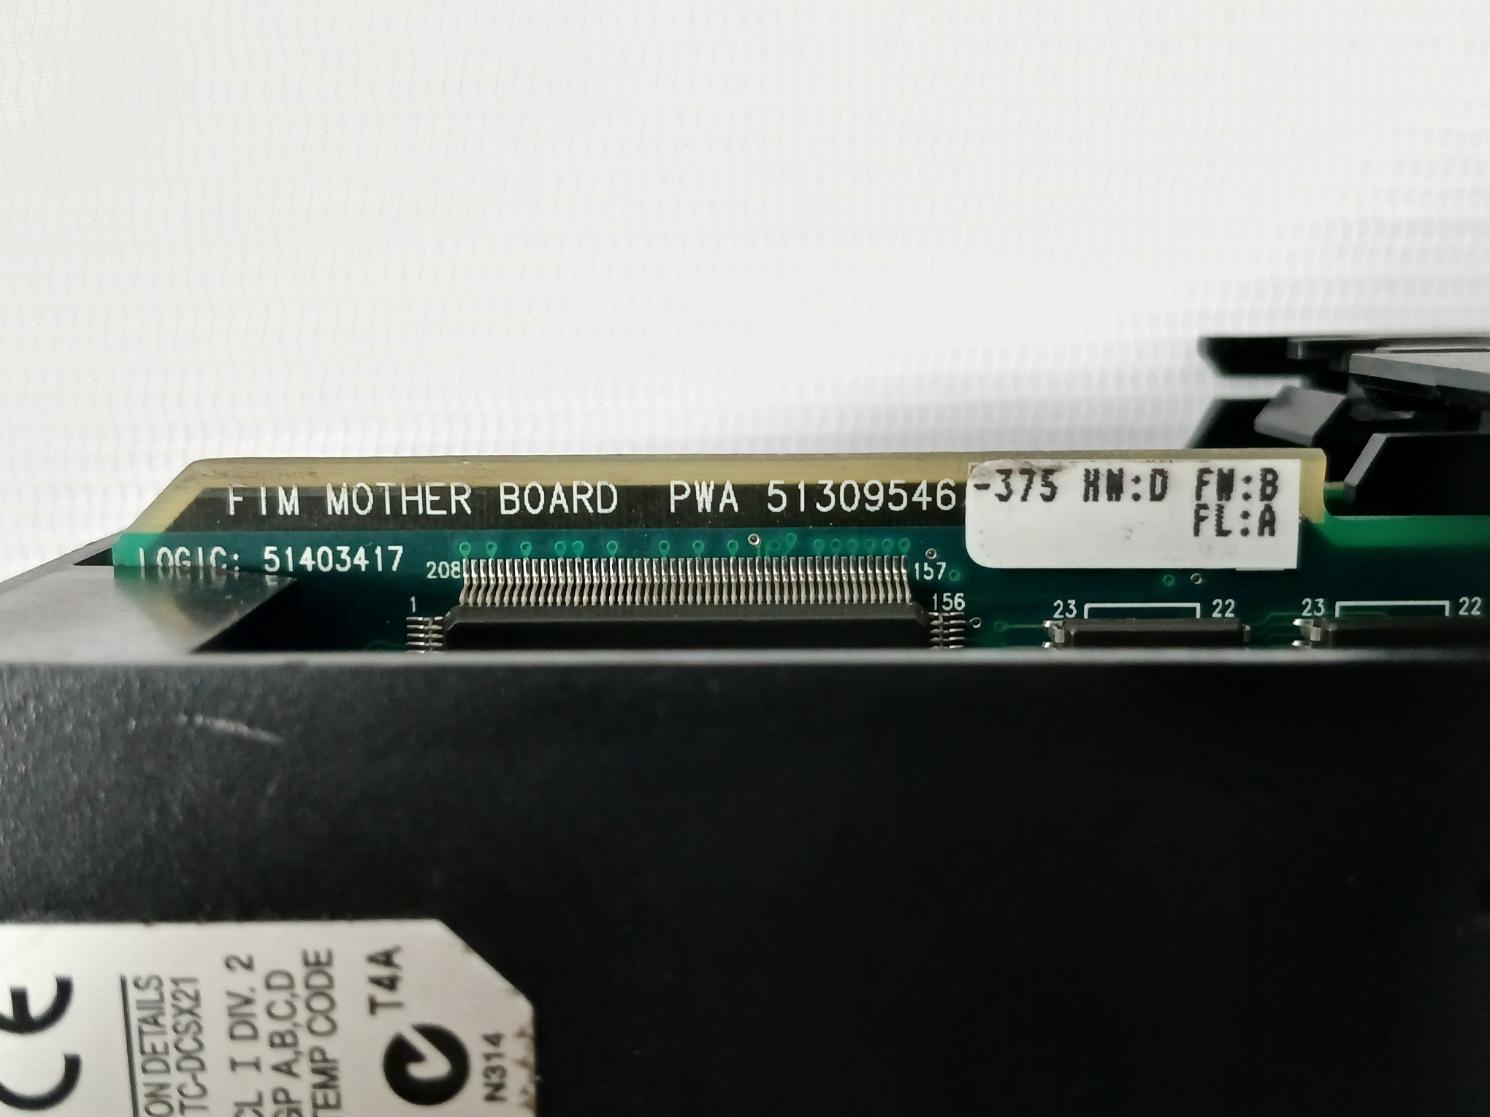 FIM MOTHER BOARD PWA 51309546 -375 HW:D FW:B
FL:A
LOGIC: 51403417
208
157
1
156
23
22
23
22
CE
ON DETAILS
TC-DCSX21
CL I DIV. 2
GP A,B,C,D
TEMP CODE
T4A
N314